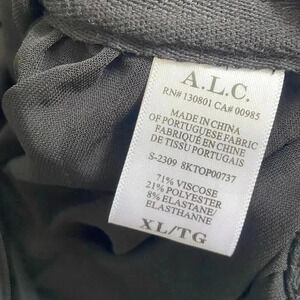 A.L.C.
RN# 130801 CA# 00985
MADE IN CHINA
OF PORTUGUESE FABRIC
FABRIQUÉ EN CHINE
DE TISSU PORTUGAIS
S-2309 8KTOP00737
71% VISCOSE
21% POLYESTER
8% ELASTANE/
ELASTHANNE
XL/TG